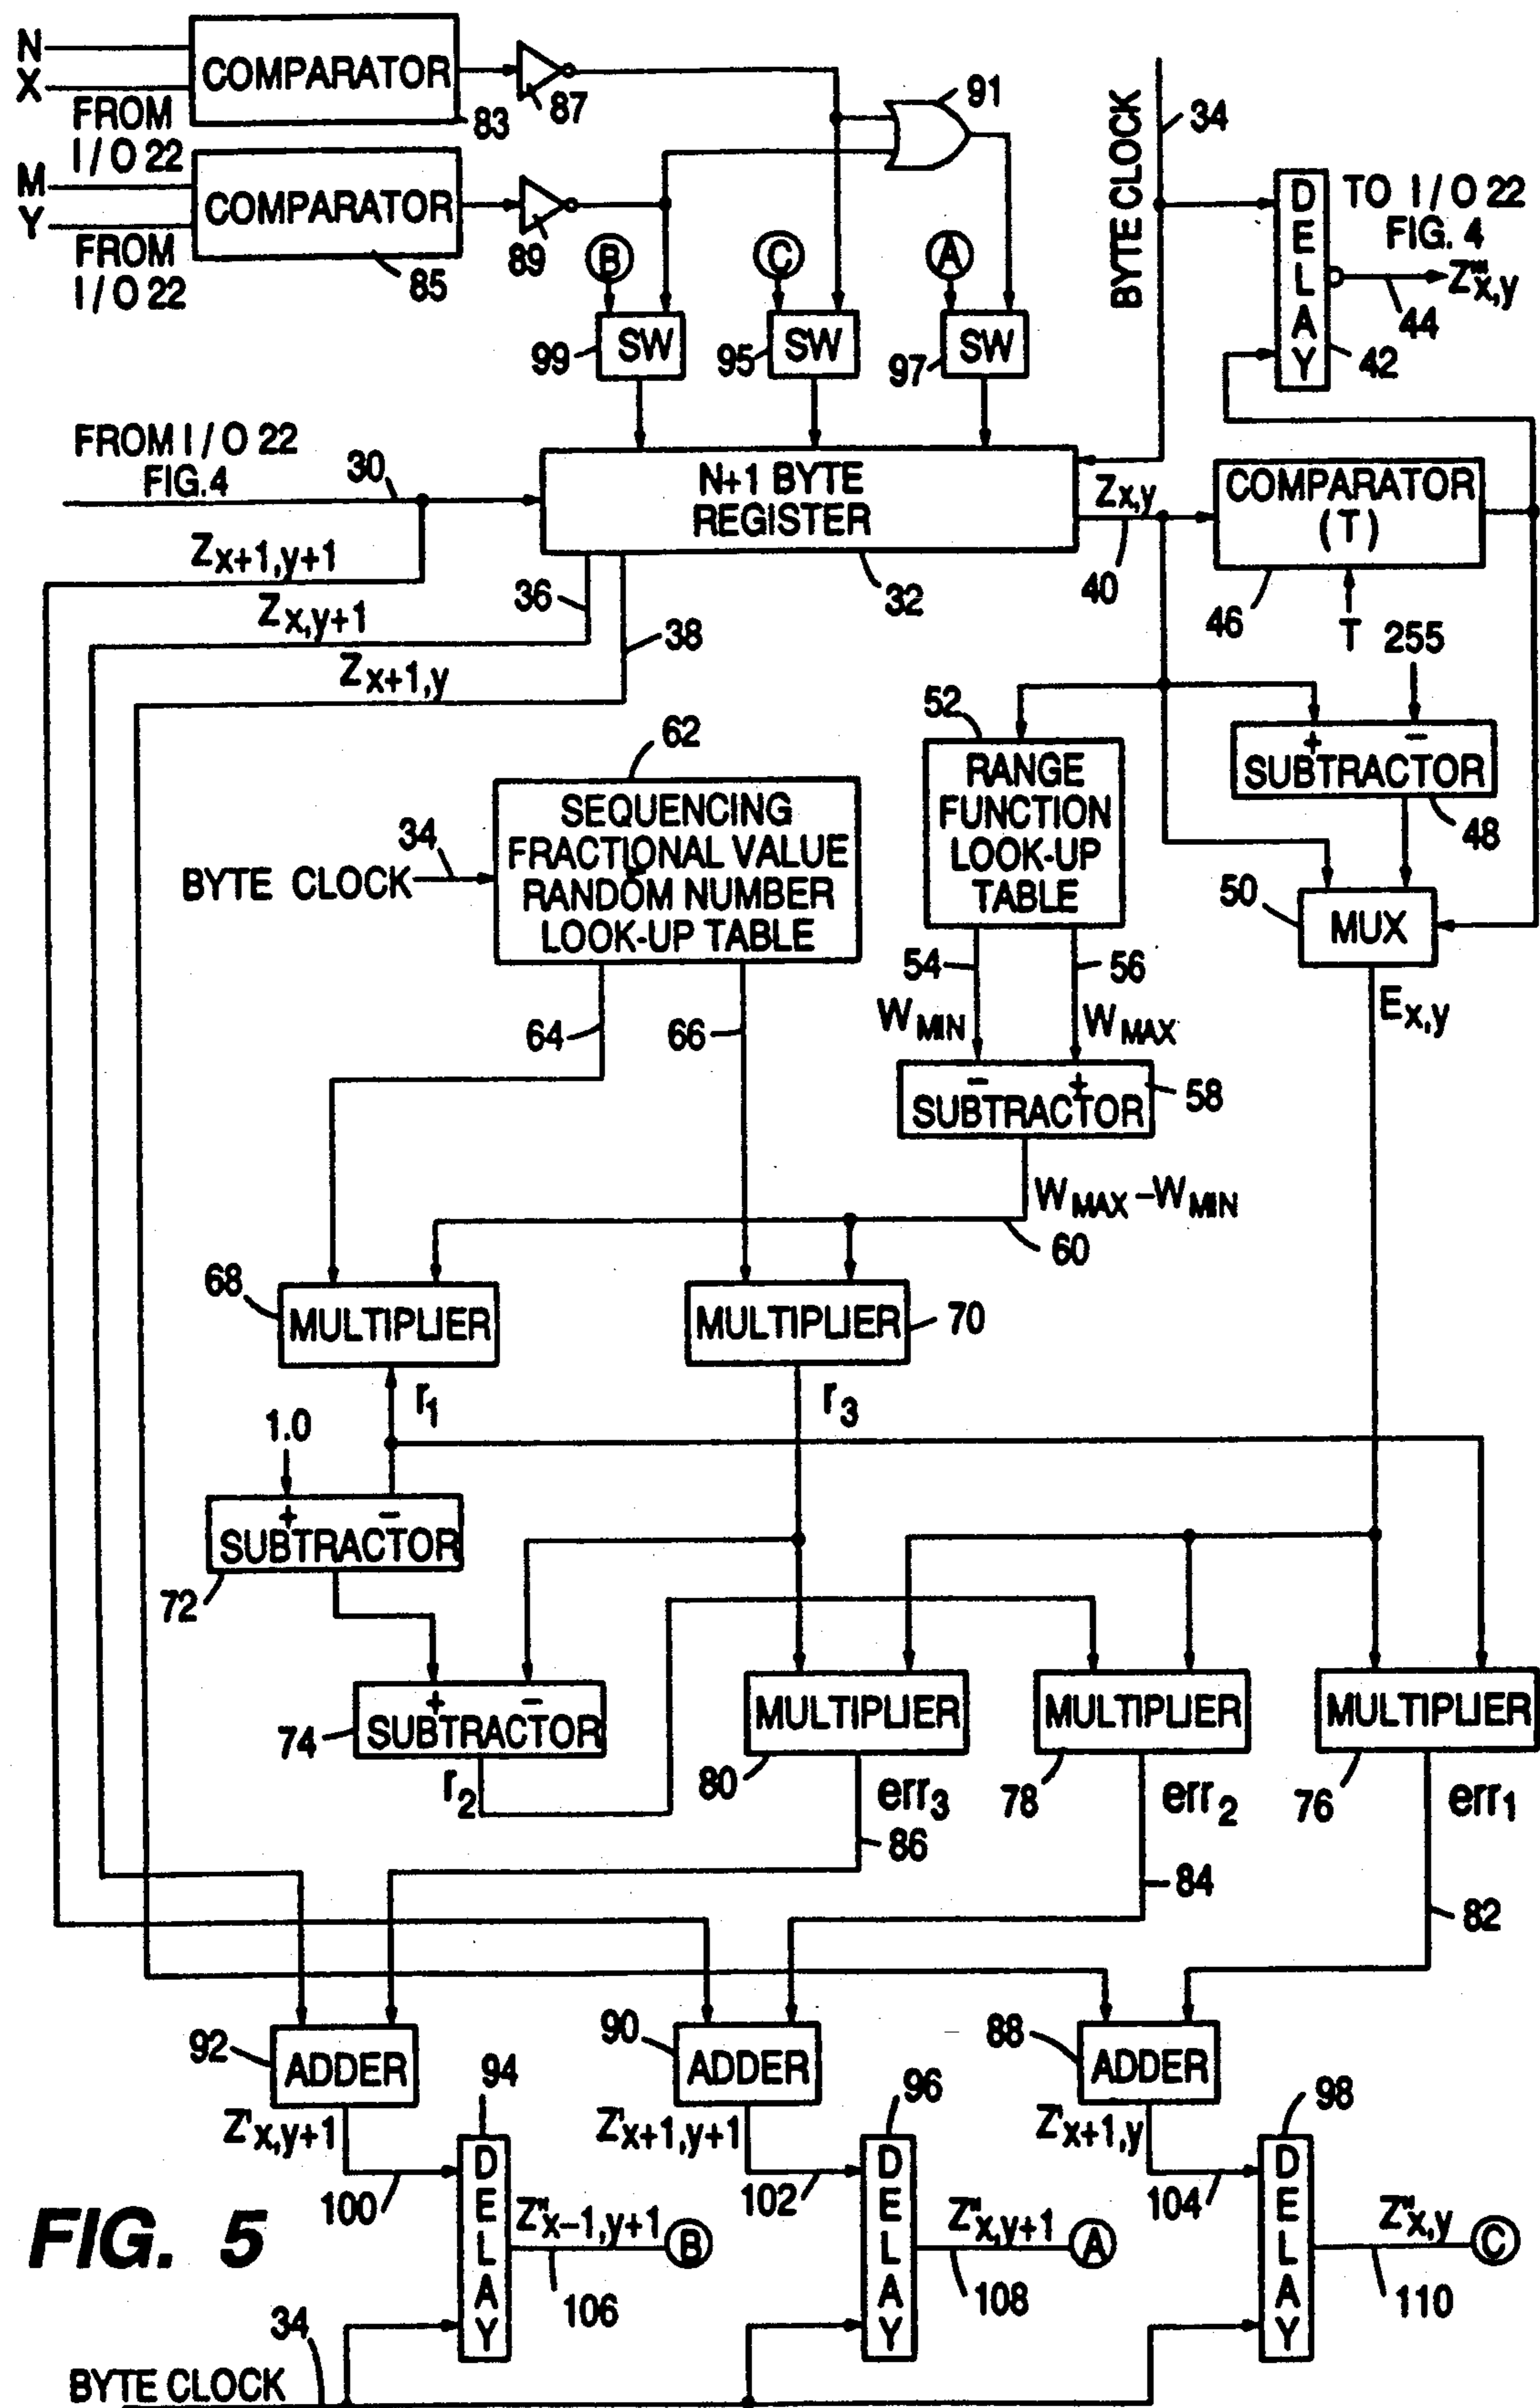 N
X
COMPARATOR
83
FROM
I/O 22
87
91
M
Y
COMPARATOR
85
FROM
I/O 22
89
BYTE CLOCK
34
DELAY
TO I/O 22
FIG. 4
Z'''x,y
44
42
B
C
A
99
SW
95
SW
97
SW
FROM I/O 22
FIG.4
30
N+1 BYTE
REGISTER
32
Zx,y
40
COMPARATOR
(T)
46
T
255
Zx+1,y+1
36
Zx,y+1
38
Zx+1,y
52
RANGE
FUNCTION
LOOK-UP
TABLE
+ −
SUBTRACTOR
48
62
SEQUENCING
FRACTIONAL VALUE
RANDOM NUMBER
LOOK-UP TABLE
34
BYTE CLOCK
50
MUX
Ex,y
64
66
54
56
WMIN
WMAX
− +
SUBTRACTOR
58
WMAX −WMIN
60
68
MULTIPLIER
MULTIPLIER
70
r1
r3
1.0
+ −
SUBTRACTOR
72
74
+ −
SUBTRACTOR
r2
MULTIPLIER
80
err3
86
MULTIPLIER
78
err2
84
MULTIPLIER
76
err1
82
92
ADDER
90
ADDER
88
ADDER
Z'x,y+1
100
94
DELAY
Z'x+1,y+1
102
96
DELAY
Z'x+1,y
104
98
DELAY
Z''x−1,y+1
B
106
Z''x,y+1
A
108
Z''x,y
C
110
FIG. 5
34
BYTE CLOCK